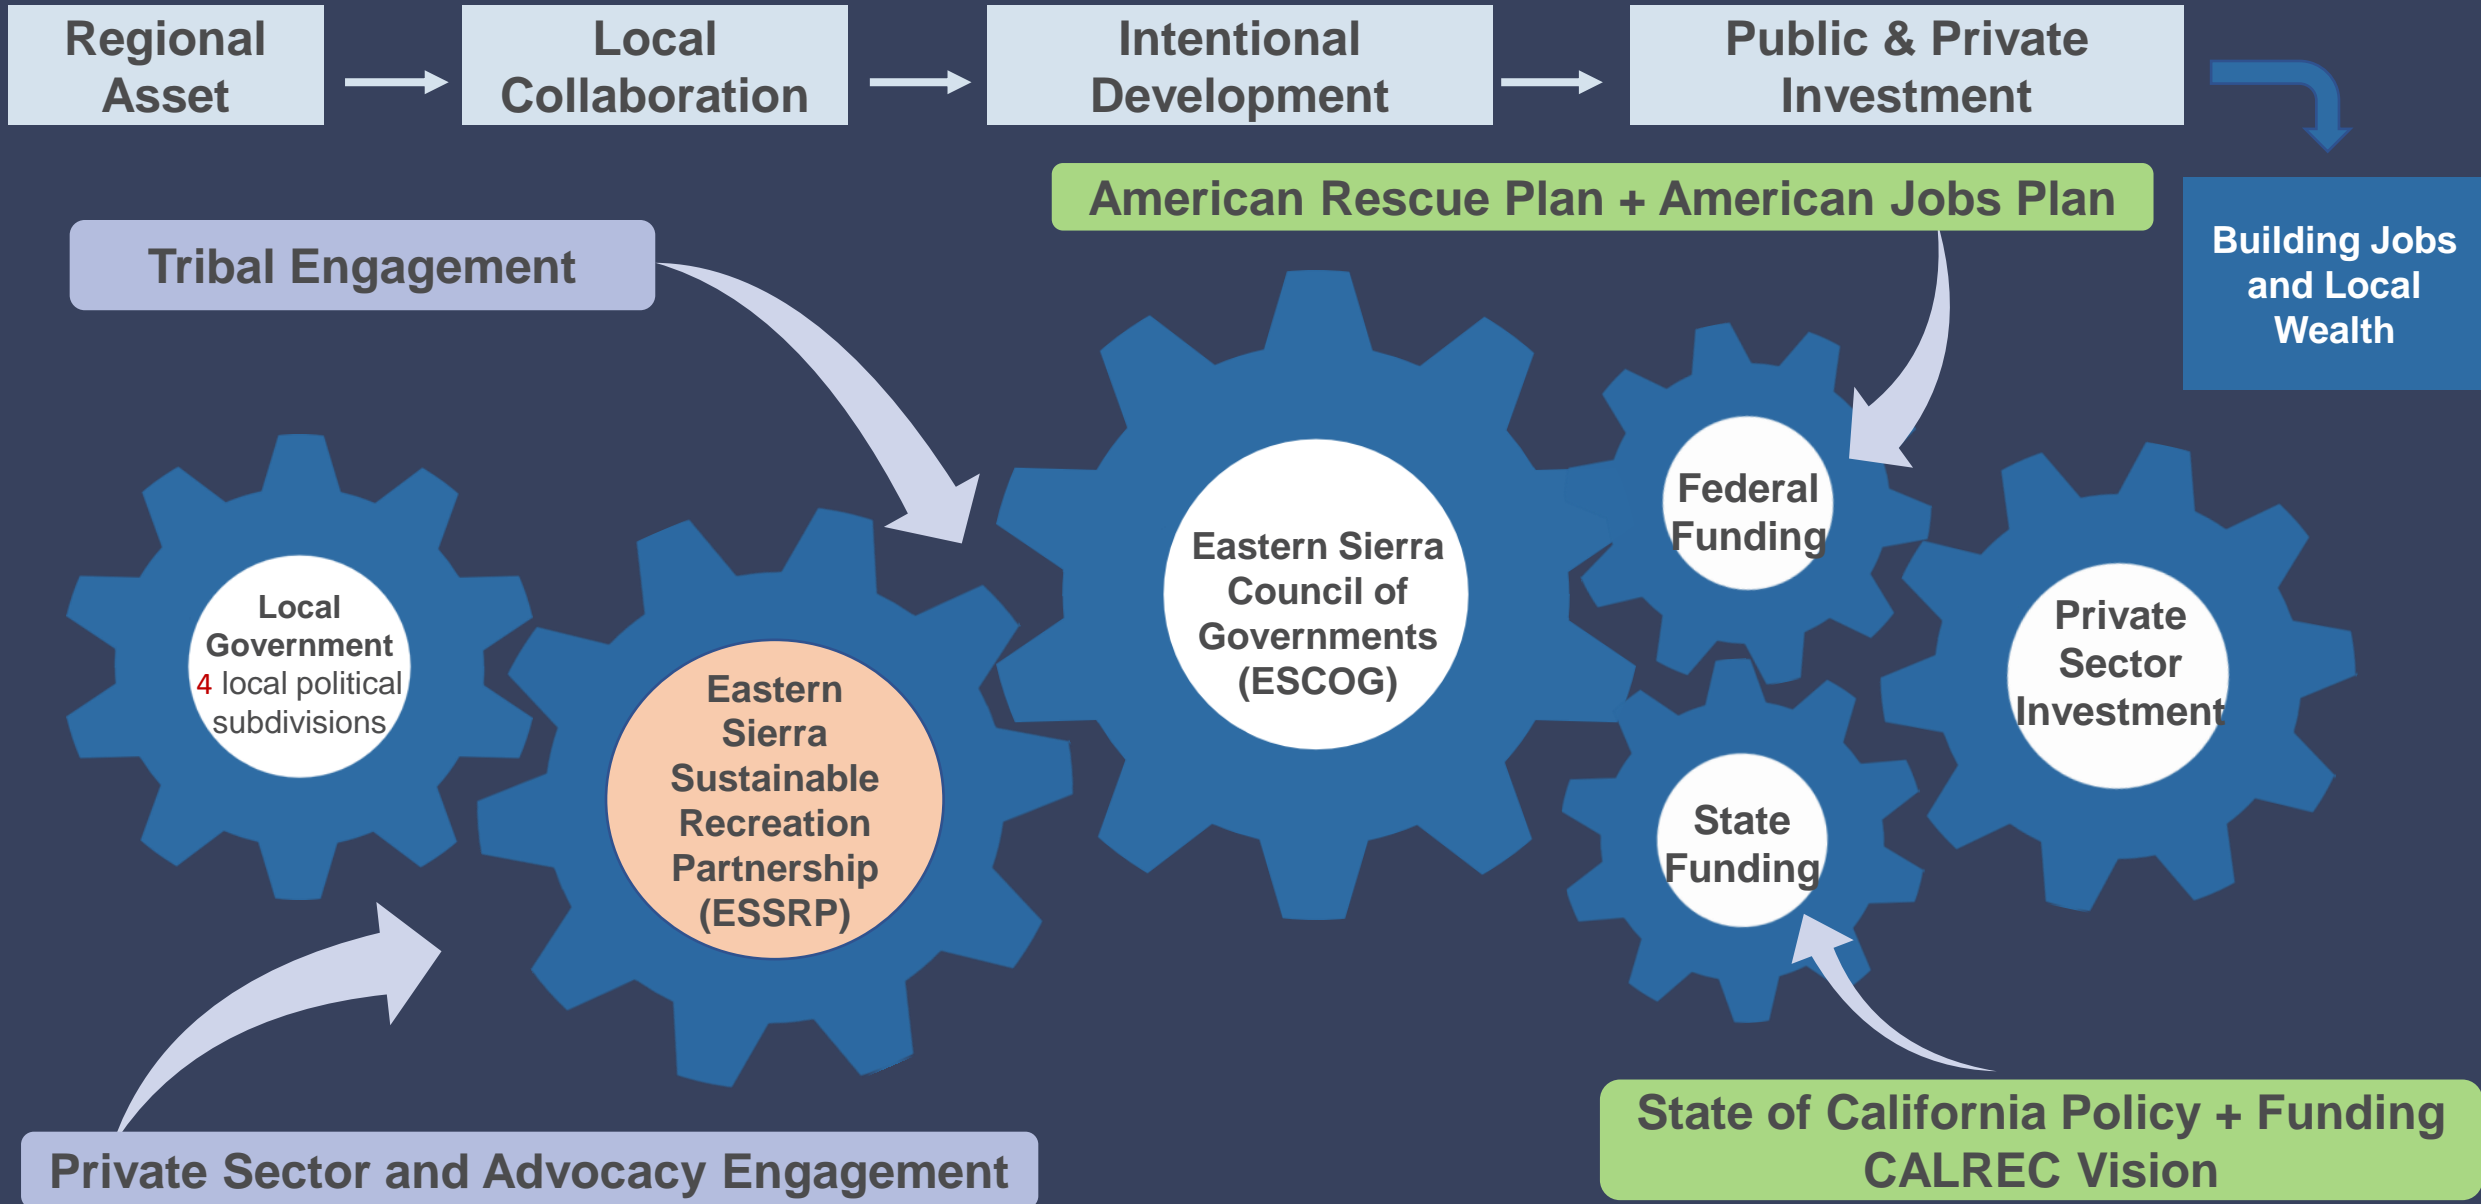 Regional
Asset
Local
Collaboration
Intentional
Development
Public & Private
Investment
American Rescue Plan + American Jobs Plan
Building Jobs
and Local
Wealth
Tribal Engagement
Local
Government
4 local political
subdivisions
Eastern
Sierra
Sustainable
Recreation
Partnership
(ESSRP)
Eastern Sierra
Council of
Governments
(ESCOG)
Federal
Funding
State
Funding
Private
Sector
Investment
Private Sector and Advocacy Engagement
State of California Policy + Funding
CALREC Vision